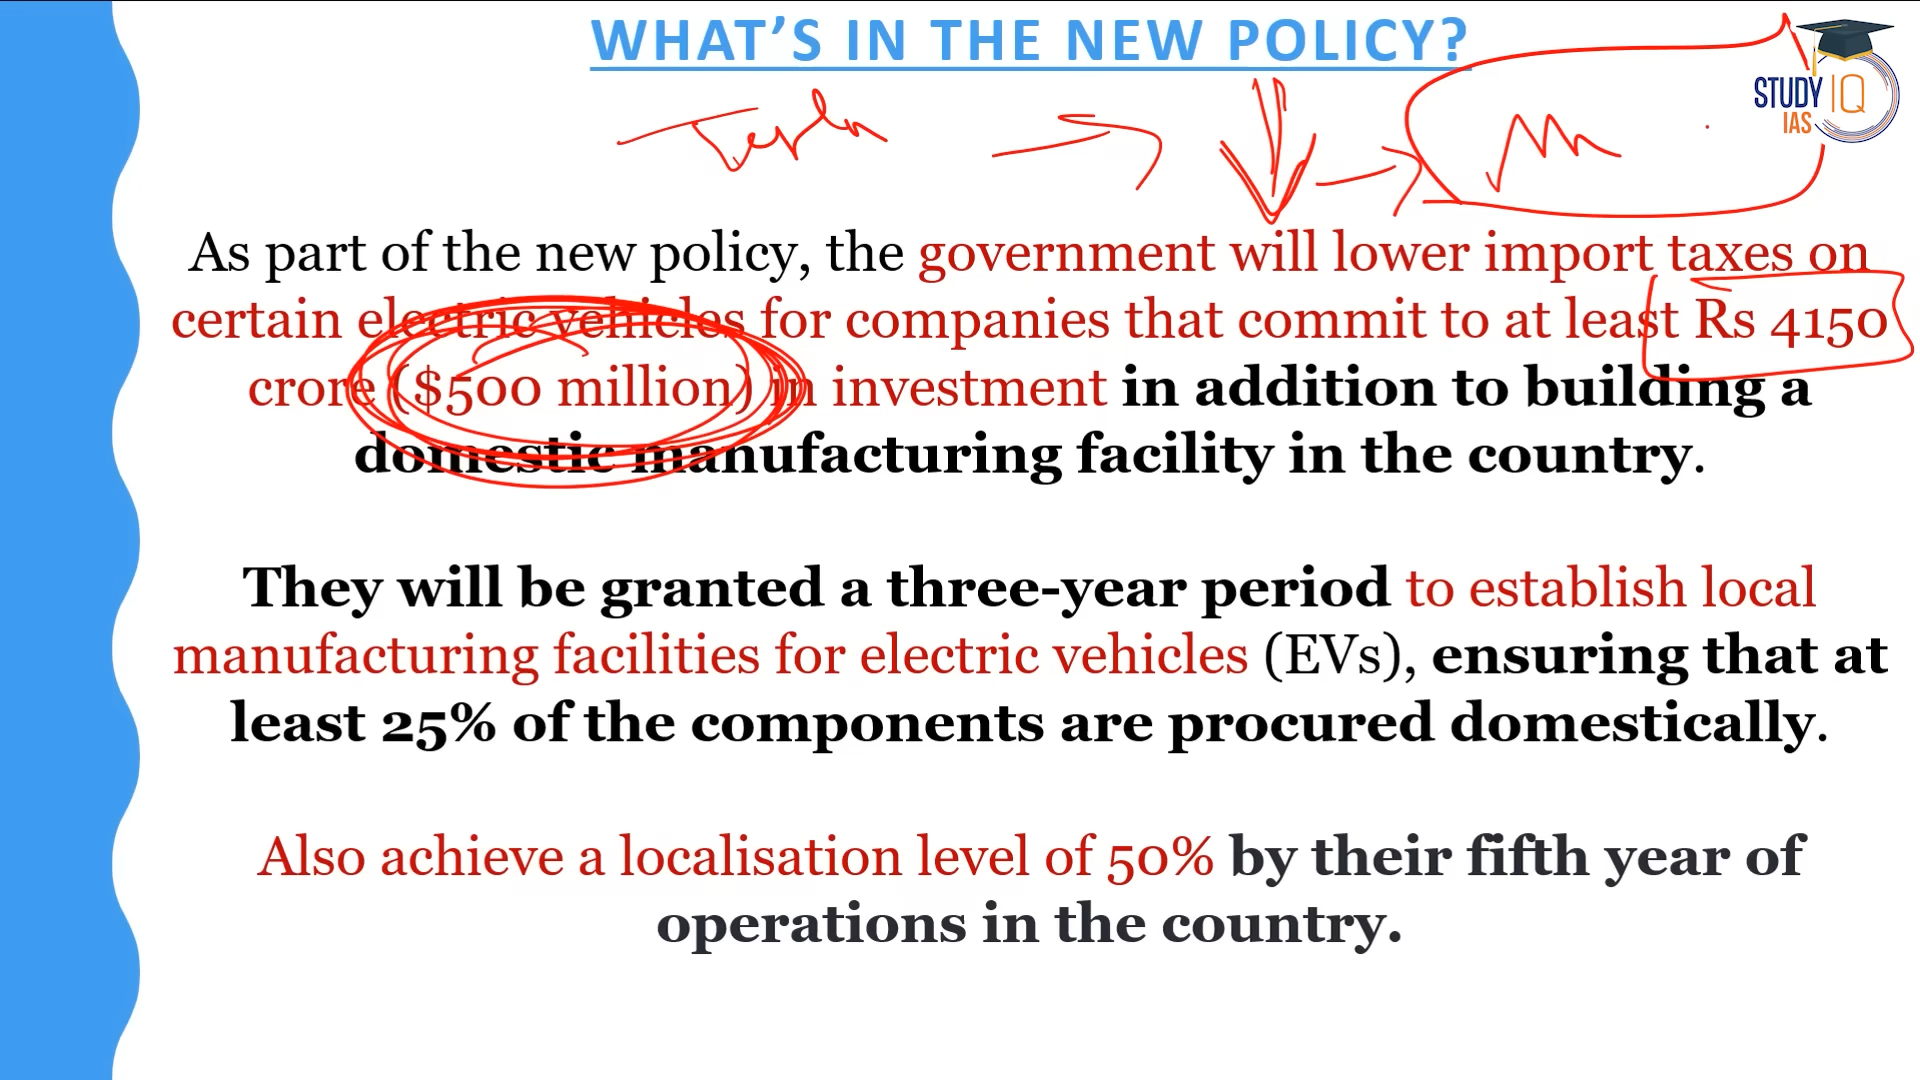 WHAT'S IN THE NEW POLICY?
STUDY IQ
IAS
As part of the new policy, the government will lower import taxes on
certain electric vehicles for companies that commit to at least Rs 4150
crore ($500 million) in investment in addition to building a
domestic manufacturing facility in the country.
They will be granted a three-year period to establish local
manufacturing facilities for electric vehicles (EVs), ensuring that at
least 25% of the components are procured domestically.
Also achieve a localisation level of 50% by their fifth year of
operations in the country.